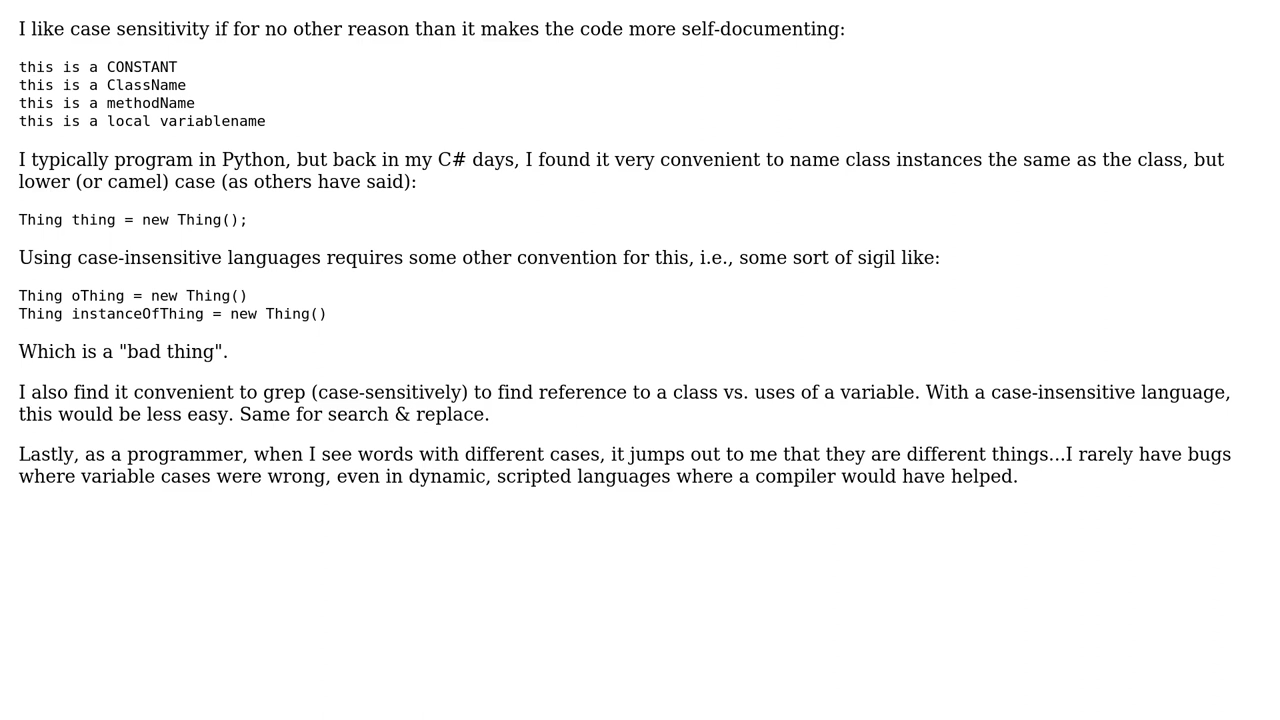 I like case sensitivity if for no other reason than it makes the code more self-documenting:
this is a CONSTANT
this is a ClassName
this is a methodName
this is a local variablename
I typically program in Python, but back in my C# days, I found it very convenient to name class instances the same as the class, but
lower (or camel) case (as others have said):
Thing thing = new Thing();
Using case-insensitive languages requires some other convention for this, i.e., some sort of sigil like:
Thing oThing = new Thing()
Thing instanceOfThing = new Thing()
Which is a "bad thing".
I also find it convenient to grep (case-sensitively) to find reference to a class vs. uses of a variable. With a case-insensitive language,
this would be less easy. Same for search & replace.
Lastly, as a programmer, when I see words with different cases, it jumps out to me that they are different things...I rarely have bugs
where variable cases were wrong, even in dynamic, scripted languages where a compiler would have helped.